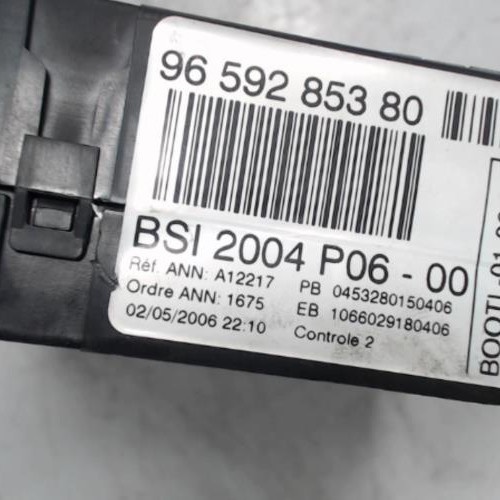 96 592 853 80
BSI 2004 P06 - 00
Réf. ANN: A12217 PB 0453280150406
Ordre ANN: 1675 EB 1066029180406
02/05/2006 22:10 Controle 2